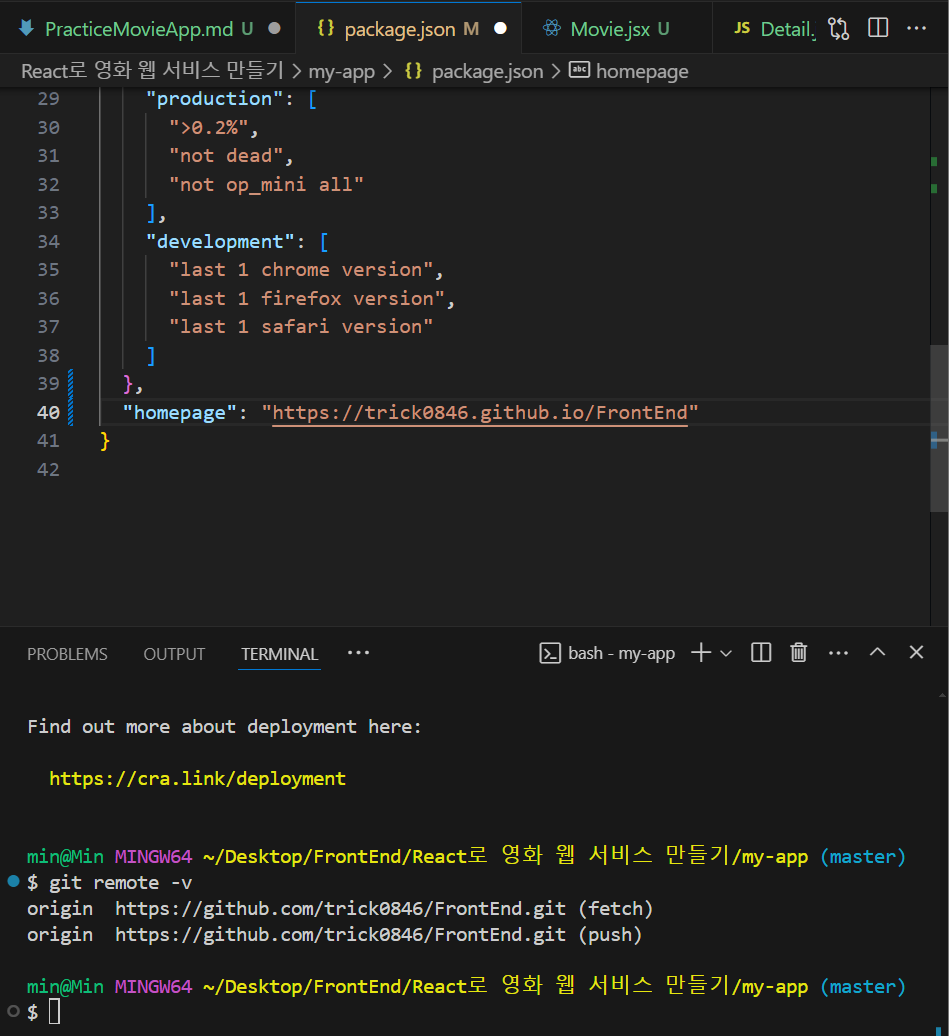 PracticeMovieApp.md U
{} package.json M
Movie.jsx U
JS Detail.
React로 영화 웹 서비스 만들기 > my-app > {} package.json > abc homepage
29 "production": [
30 ">0.2%",
31 "not dead",
32 "not op_mini all"
33 ],
34 "development": [
35 "last 1 chrome version",
36 "last 1 firefox version",
37 "last 1 safari version"
38 ]
39 },
40 "homepage": "https://trick0846.github.io/FrontEnd"
41 }
42
PROBLEMS OUTPUT TERMINAL ··· bash - my-app
Find out more about deployment here:
https://cra.link/deployment
min@Min MINGW64 ~/Desktop/FrontEnd/React로 영화 웹 서비스 만들기/my-app (master)
$ git remote -v
origin https://github.com/trick0846/FrontEnd.git (fetch)
origin https://github.com/trick0846/FrontEnd.git (push)
min@Min MINGW64 ~/Desktop/FrontEnd/React로 영화 웹 서비스 만들기/my-app (master)
$